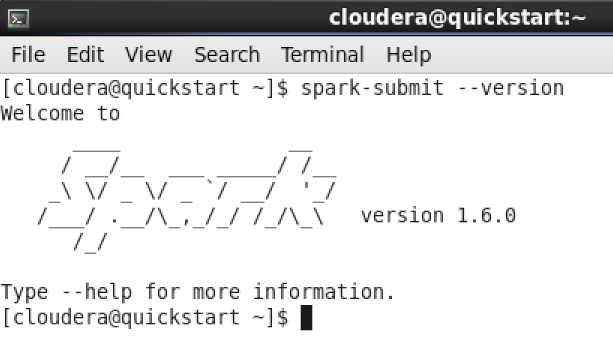 cloudera@quickstart:~
File Edit View Search Terminal Help
[cloudera@quickstart ~]$ spark-submit --version
Welcome to
      ____              __
     / __/__  ___ _____/ /__
    _\ \/ _ \/ _ `/ __/  '_/
   /___/ .__/\_,_/_/ /_/\_\   version 1.6.0
      /_/
Type --help for more information.
[cloudera@quickstart ~]$